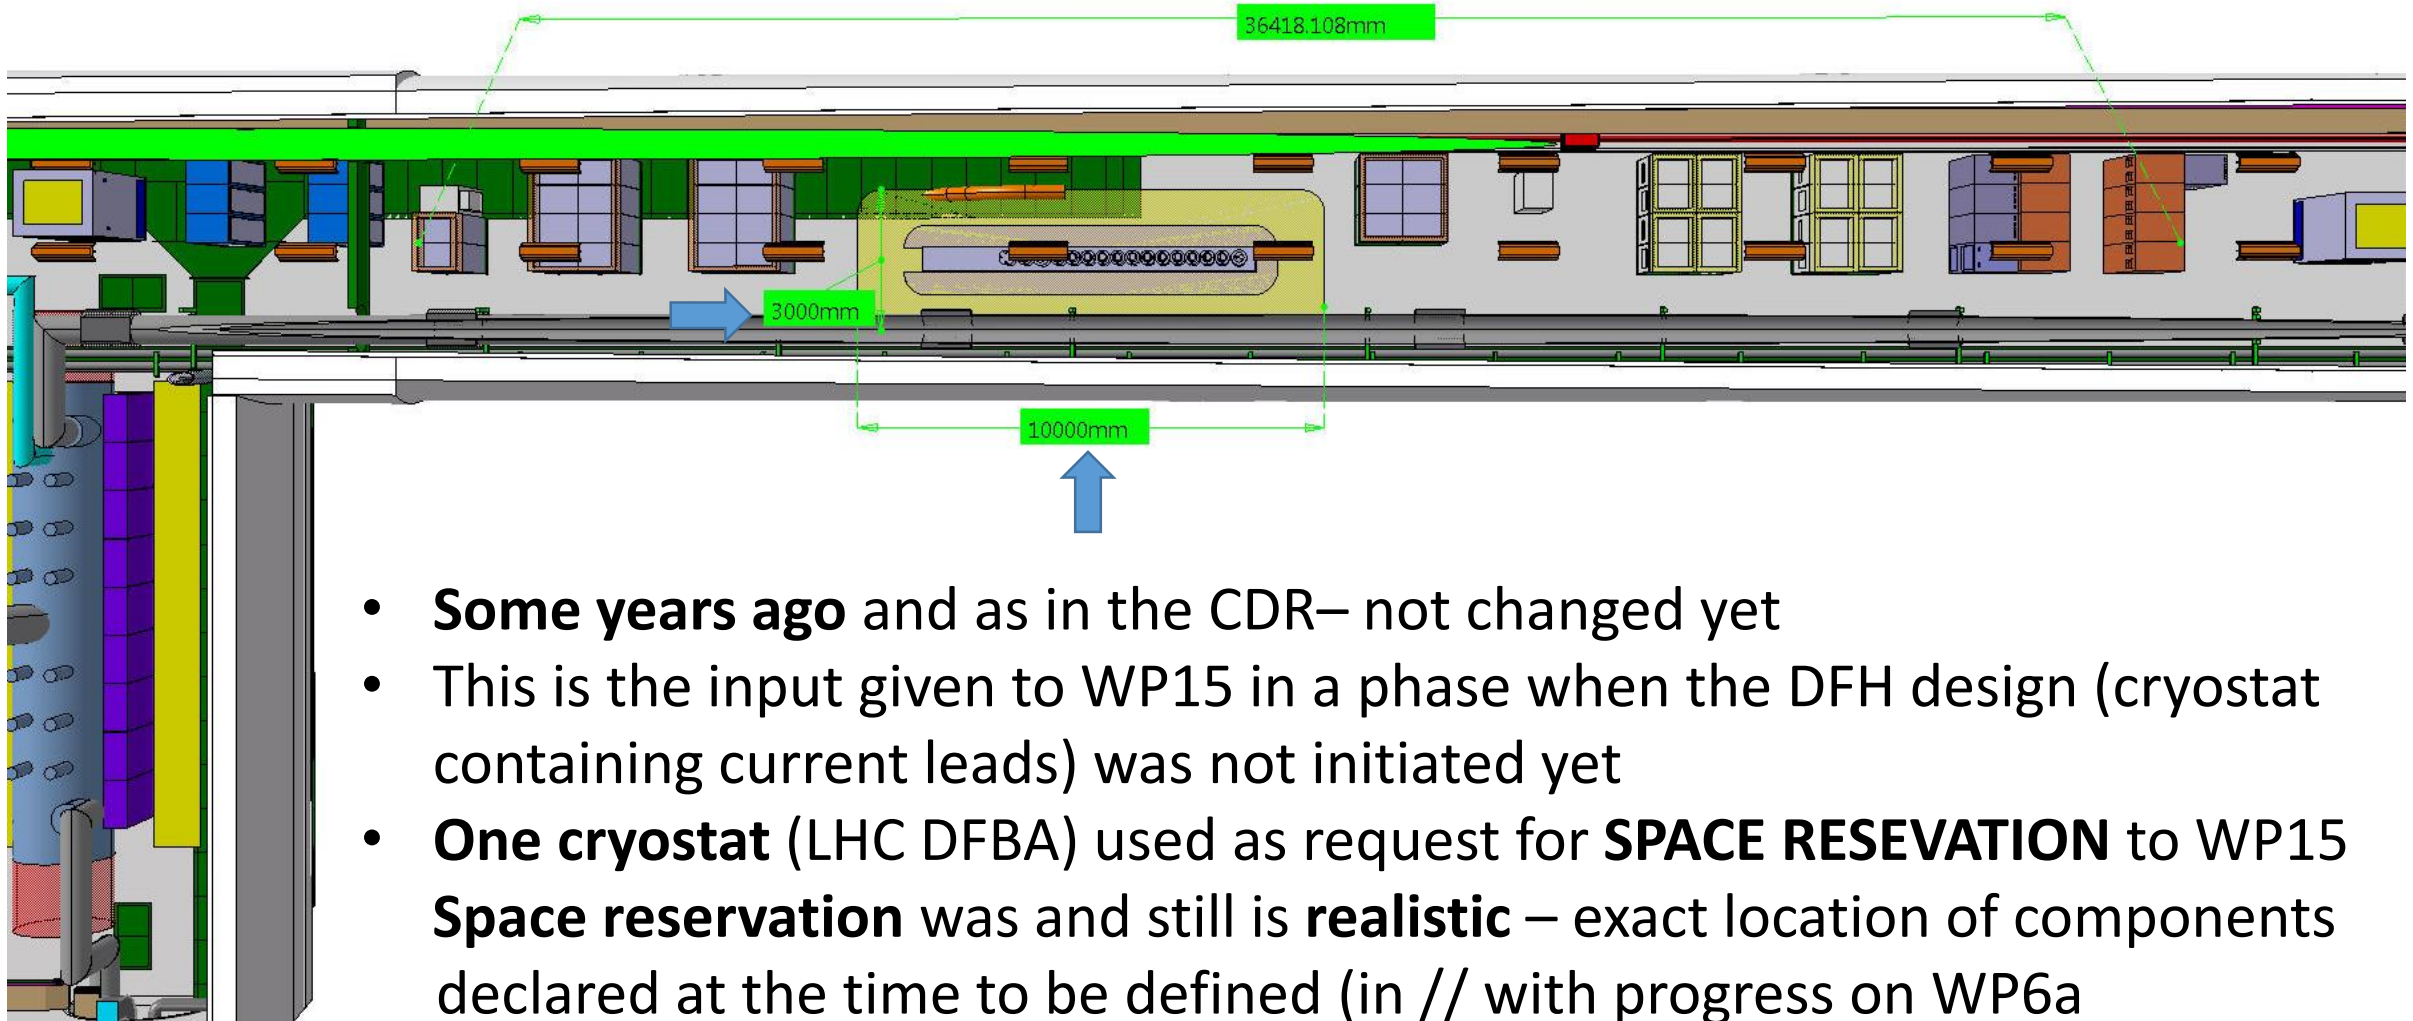 36418.108mm
3000mm
10000mm
• Some years ago and as in the CDR– not changed yet
• This is the input given to WP15 in a phase when the DFH design (cryostat
containing current leads) was not initiated yet
• One cryostat (LHC DFBA) used as request for SPACE RESEVATION to WP15
Space reservation was and still is realistic – exact location of components
declared at the time to be defined (in // with progress on WP6a